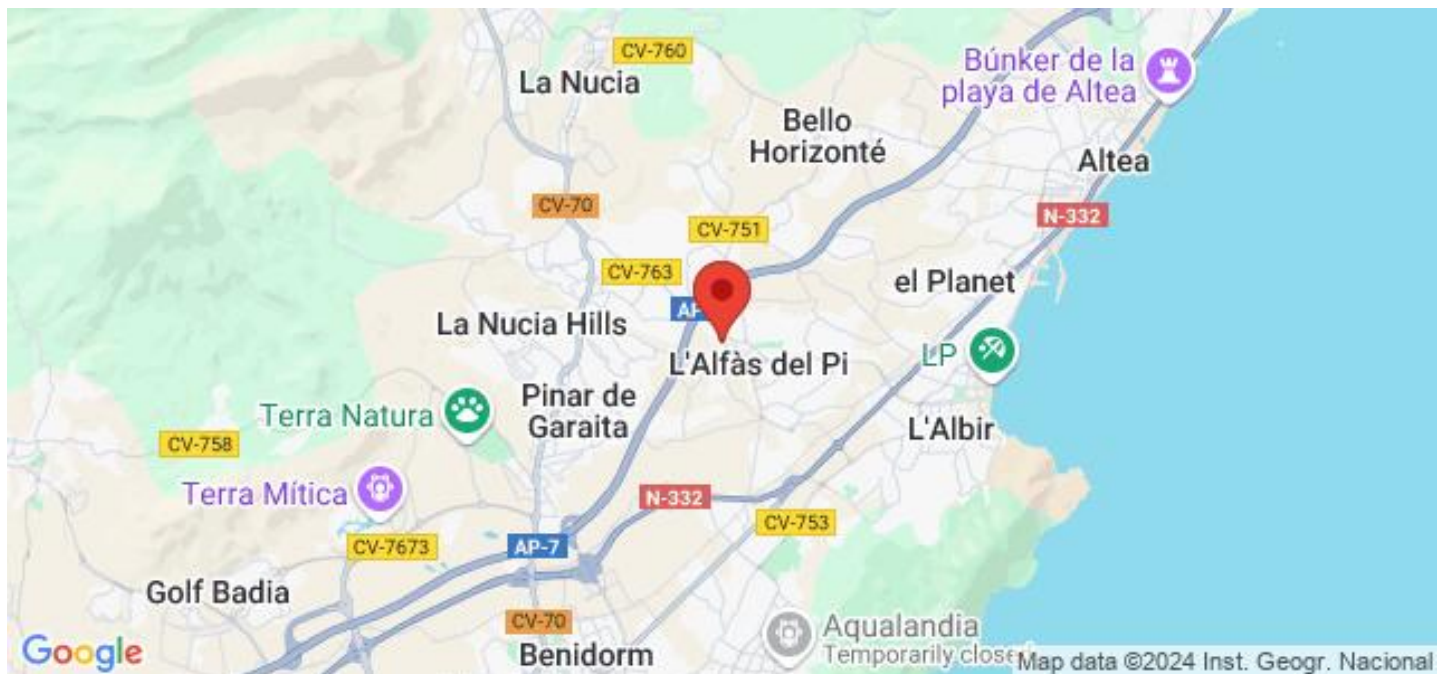 CV-760
La Nucia
Búnker de la
playa de Altea
Bello
Horizonté
Altea
CV-70
N-332
CV-751
CV-763
el Planet
AP
La Nucia Hills
L'Alfàs del Pi
LP
Pinar de
Garaita
Terra Natura
L'Albir
CV-758
Terra Mítica
N-332
CV-753
CV-7673
AP-7
Golf Badia
CV-70
Aqualandia
Temporarily close
Benidorm
Google
Map data ©2024 Inst. Geogr. Nacional